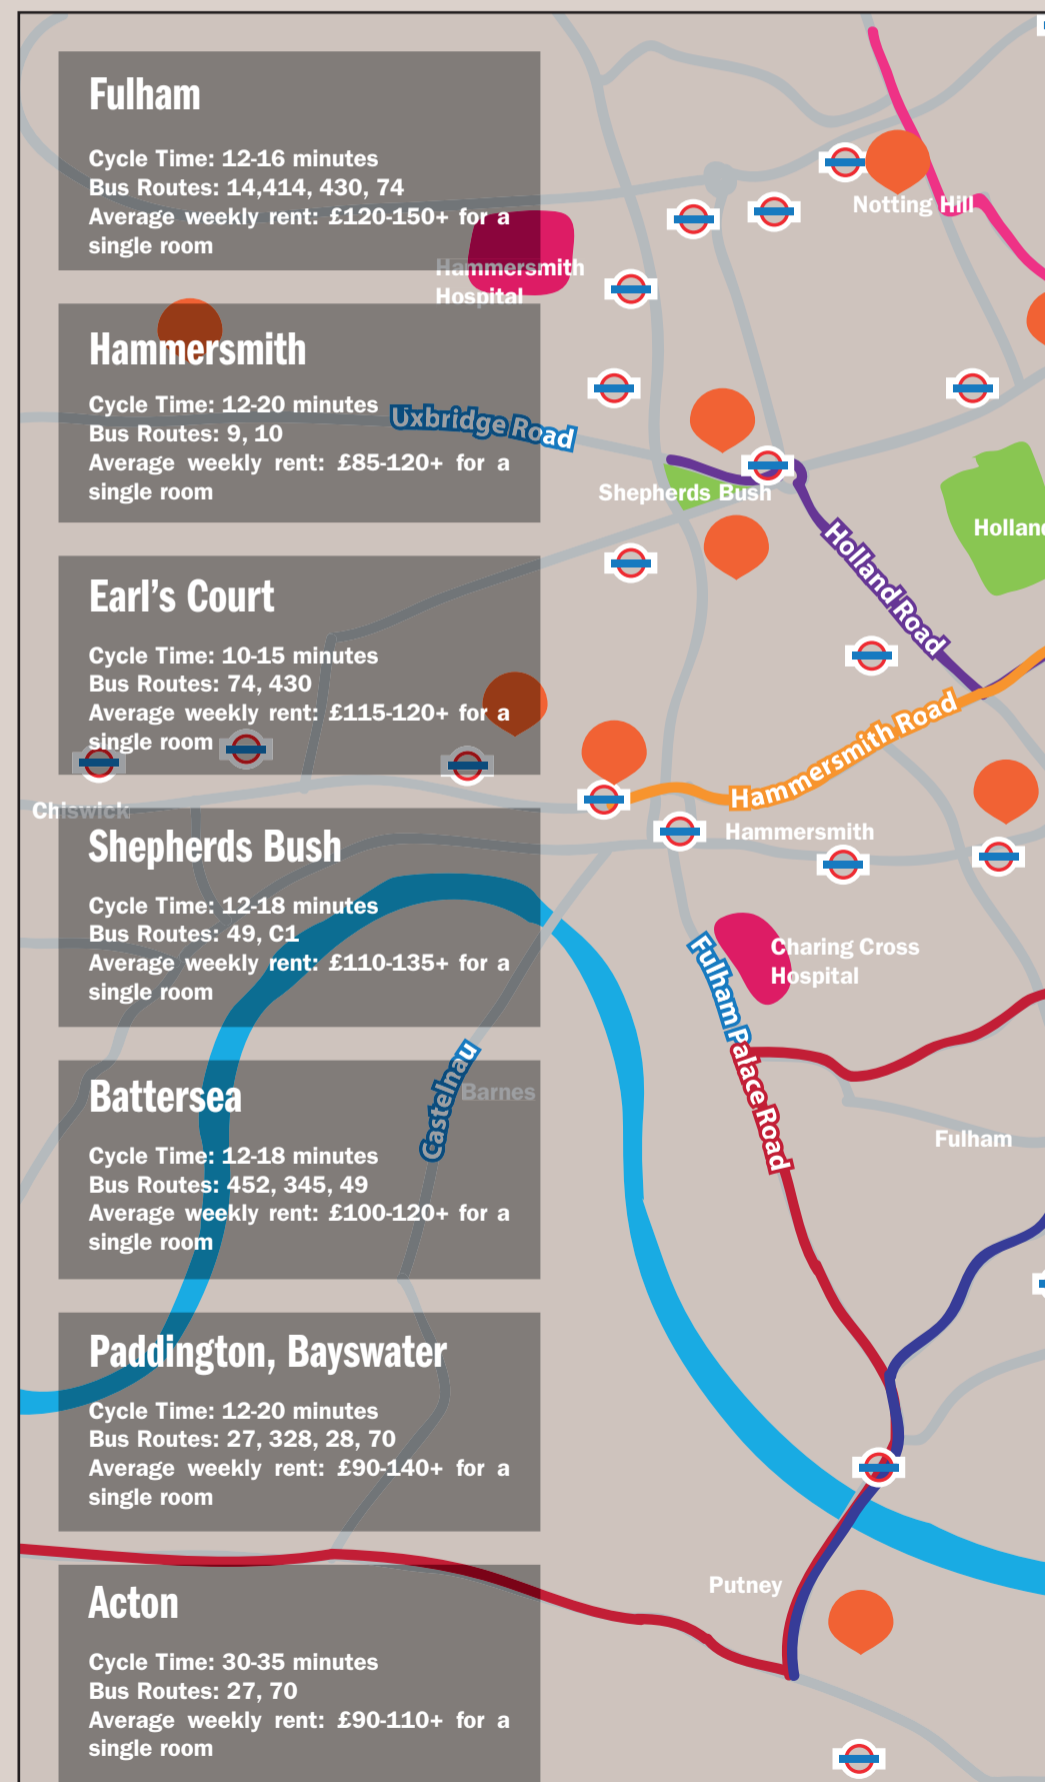 Fulham
Cycle Time: 12-16 minutes
Bus Routes: 14,414, 430, 74
Average weekly rent: £120-150+ for a
single room
Hammersmith
Hospital
Notting Hill
Hammersmith
Cycle Time: 12-20 minutes
Bus Routes: 9, 10
Average weekly rent: £85-120+ for a
single room
Uxbridge Road
Shepherds Bush
Holland
Holland Road
Earl’s Court
Cycle Time: 10-15 minutes
Bus Routes: 74, 430
Average weekly rent: £115-120+ for a
single room
Hammersmith Road
Chiswick
Hammersmith
Shepherds Bush
Cycle Time: 12-18 minutes
Bus Routes: 49, C1
Average weekly rent: £110-135+ for a
single room
Charing Cross
Hospital
Fulham Palace Road
Castelnau
Barnes
Fulham
Battersea
Cycle Time: 12-18 minutes
Bus Routes: 452, 345, 49
Average weekly rent: £100-120+ for a
single room
Paddington, Bayswater
Cycle Time: 12-20 minutes
Bus Routes: 27, 328, 28, 70
Average weekly rent: £90-140+ for a
single room
Putney
Acton
Cycle Time: 30-35 minutes
Bus Routes: 27, 70
Average weekly rent: £90-110+ for a
single room